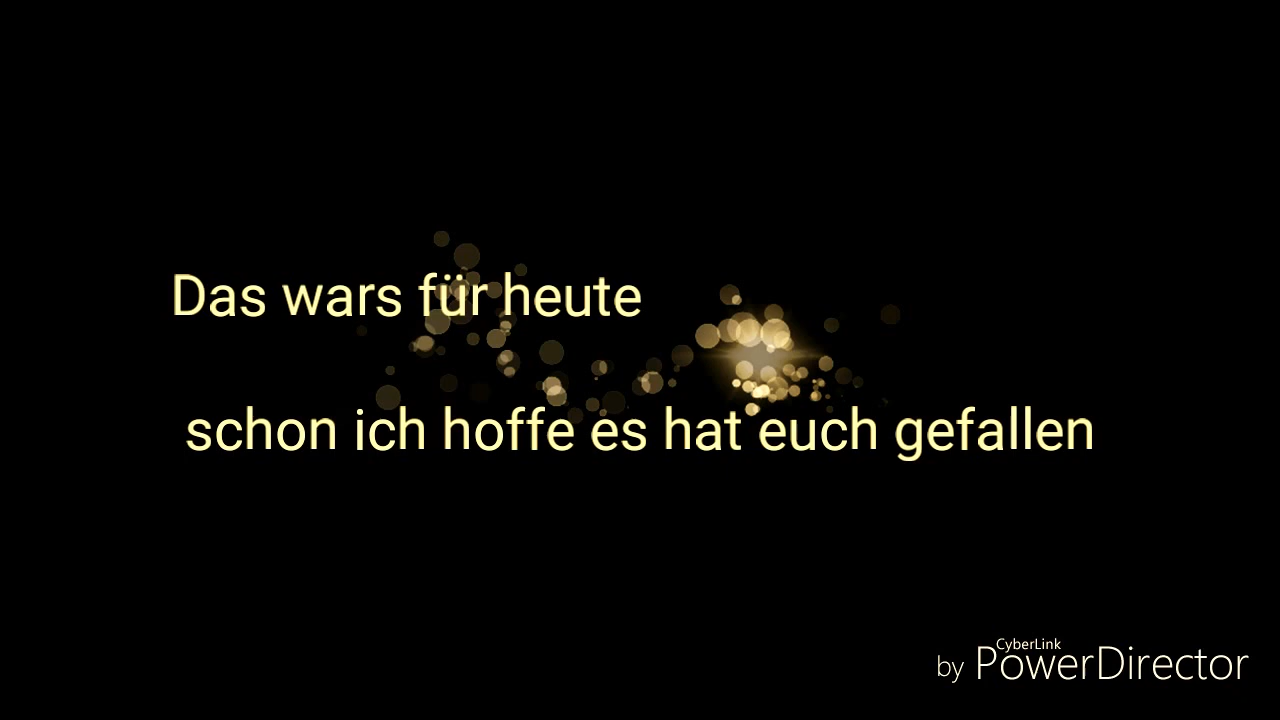 Das wars für heute
schon ich hoffe es hat euch gefallen
by CyberLink PowerDirector